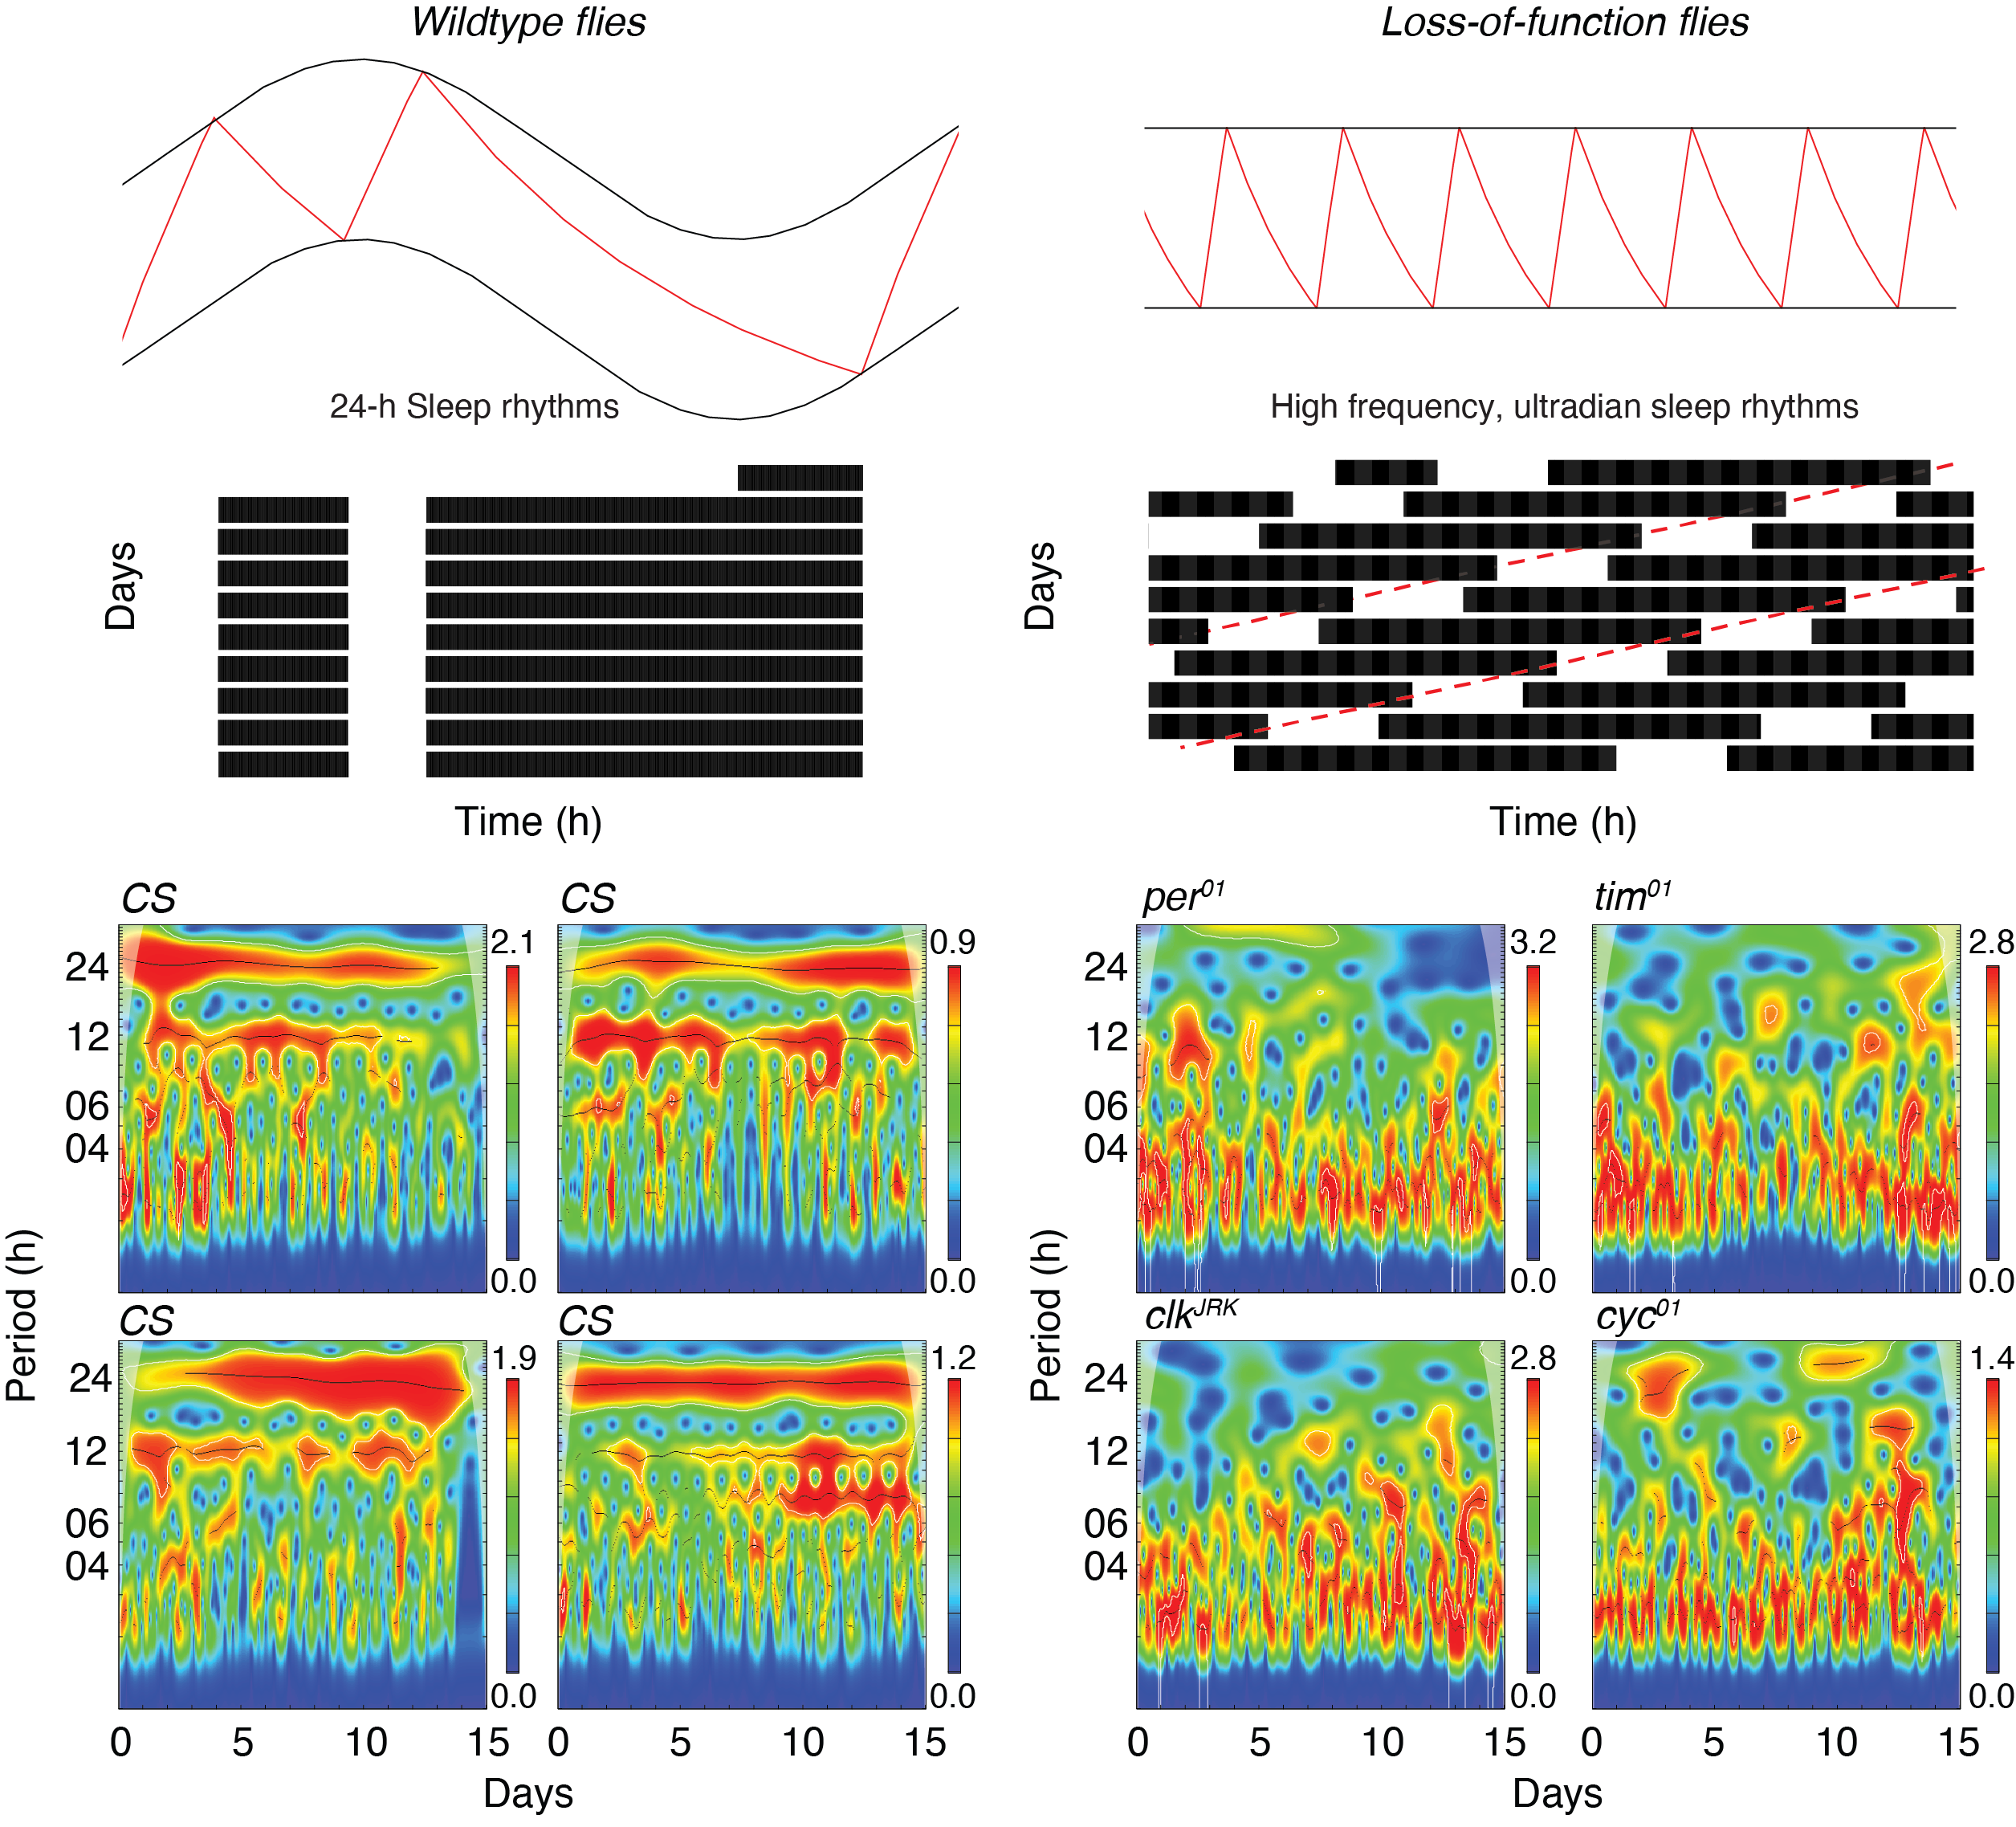 Wildtype flies
Loss-of-function flies
24-h Sleep rhythms
High frequency, ultradian sleep rhythms
Days
Days
Time (h)
Time (h)
CS
CS
per01
tim01
24
12
06
04
2.1
0.0
0.9
0.0
24
12
06
04
3.2
0.0
2.8
0.0
Period (h)
Period (h)
CS
CS
clkJRK
cyc01
24
12
06
04
1.9
0.0
1.2
0.0
24
12
06
04
2.8
0.0
1.4
0.0
0 5 10 15
0 5 10 15
0 5 10 15
0 5 10 15
Days
Days